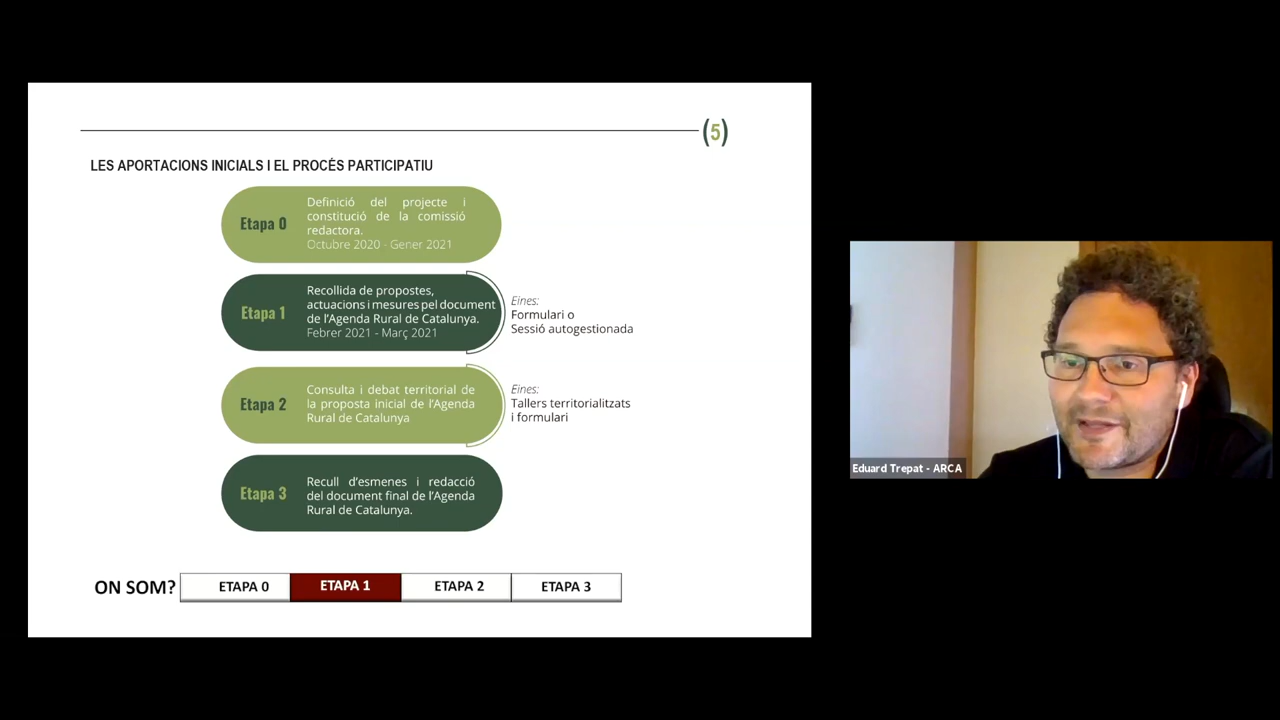 (5)
LES APORTACIONS INICIALS I EL PROCÉS PARTICIPATIU
Etapa 0
Definició del projecte i
constitució de la comissió
redactora.
Octubre 2020 - Gener 2021
Etapa 1
Recollida de propostes,
actuacions i mesures pel document
de l'Agenda Rural de Catalunya.
Febrer 2021 - Març 2021
Eines:
Formulari o
Sessió autogestionada
Etapa 2
Consulta i debat territorial de
la proposta inicial de l'Agenda
Rural de Catalunya
Eines:
Tallers territorialitzats
i formulari
Etapa 3
Recull d'esmenes i redacció
del document final de l'Agenda
Rural de Catalunya.
ON SOM? ETAPA 0 ETAPA 1 ETAPA 2 ETAPA 3
Eduard Trepat - ARCA